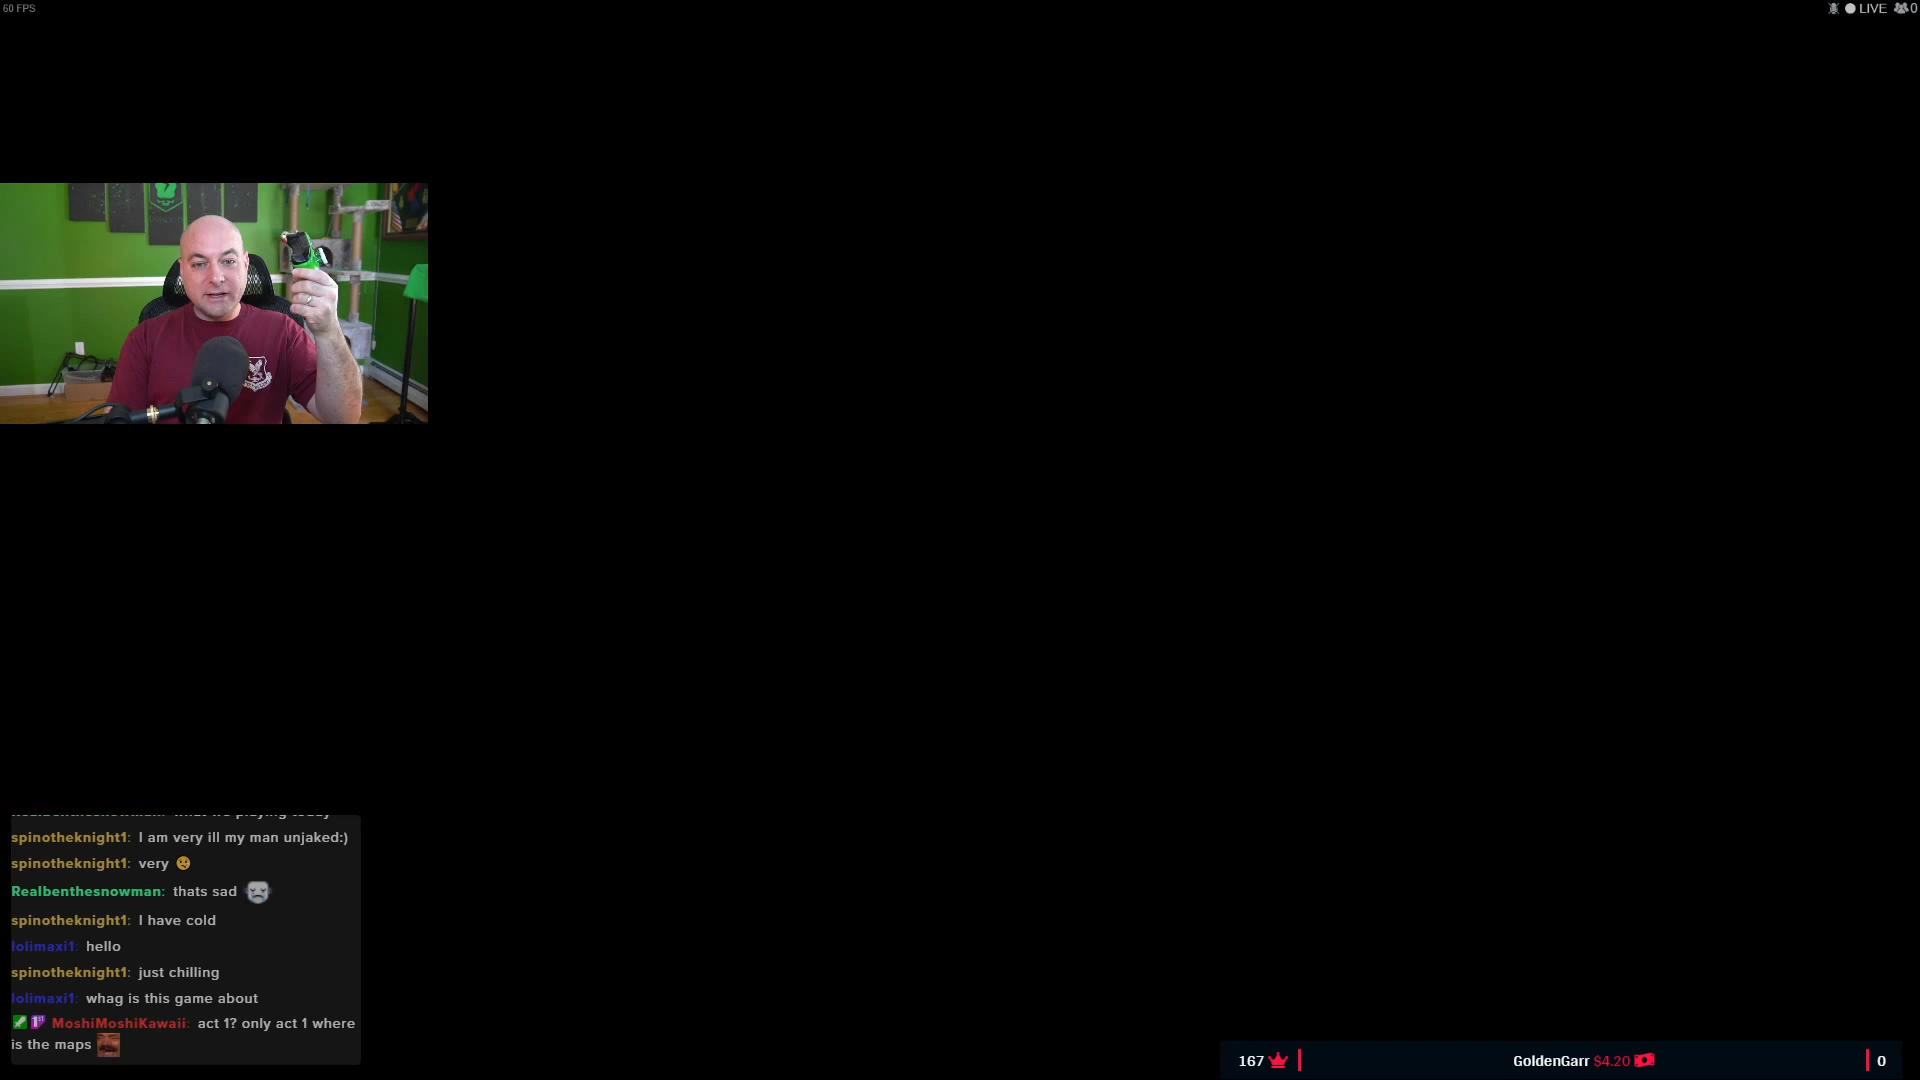 60 FPS
LIVE 0
spinotheknight1: I am very ill my man unjaked:)
spinotheknight1: very
Realbenthesnowman: thats sad
spinotheknight1: I have cold
lolimaxi1: hello
spinotheknight1: just chilling
lolimaxi1: whag is this game about
MoshiMoshiKawaii: act 1? only act 1 where
is the maps
167
GoldenGarr $4.20
0